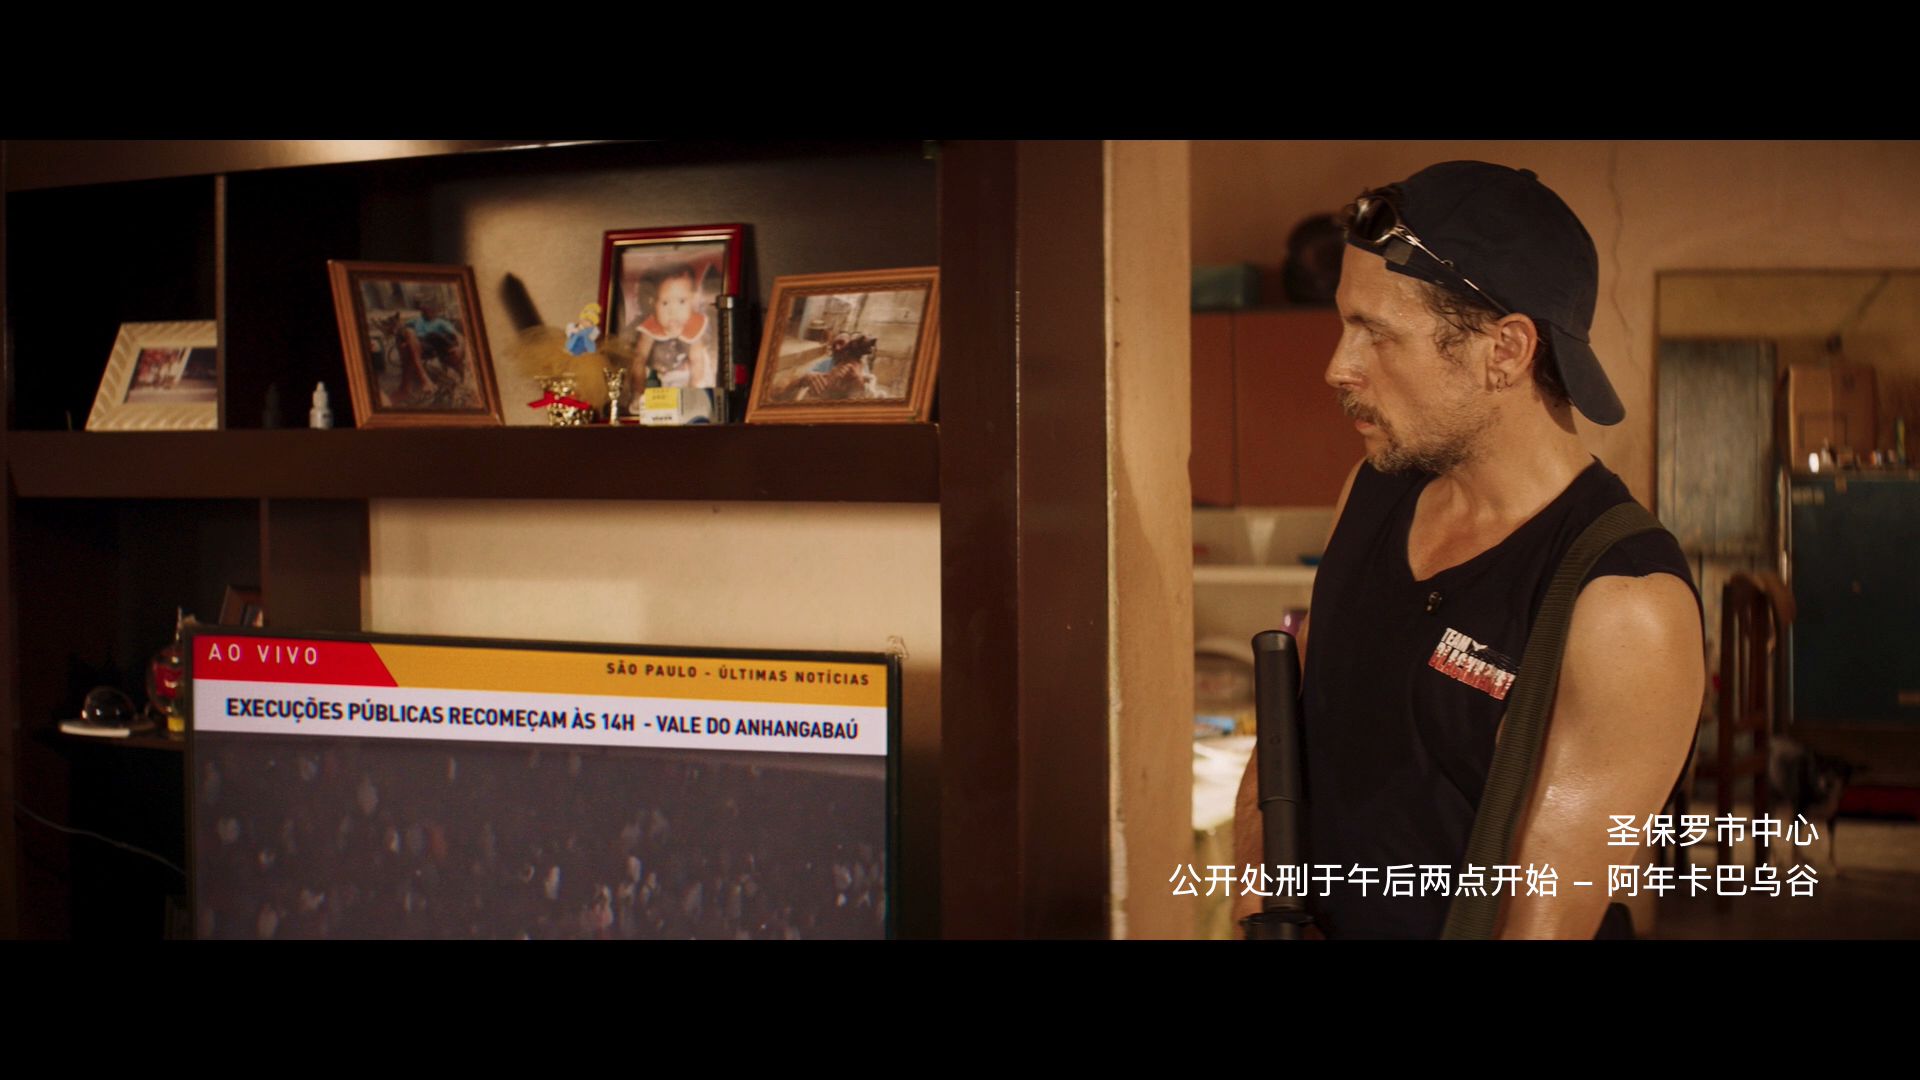 AO VIVO
SÃO PAULO - ÚLTIMAS NOTÍCIAS
EXECUÇÕES PÚBLICAS RECOMEÇAM ÀS 14H - VALE DO ANHANGABAÚ
TEAM
圣保罗市中心
公开处刑于午后两点开始 – 阿年卡巴乌谷